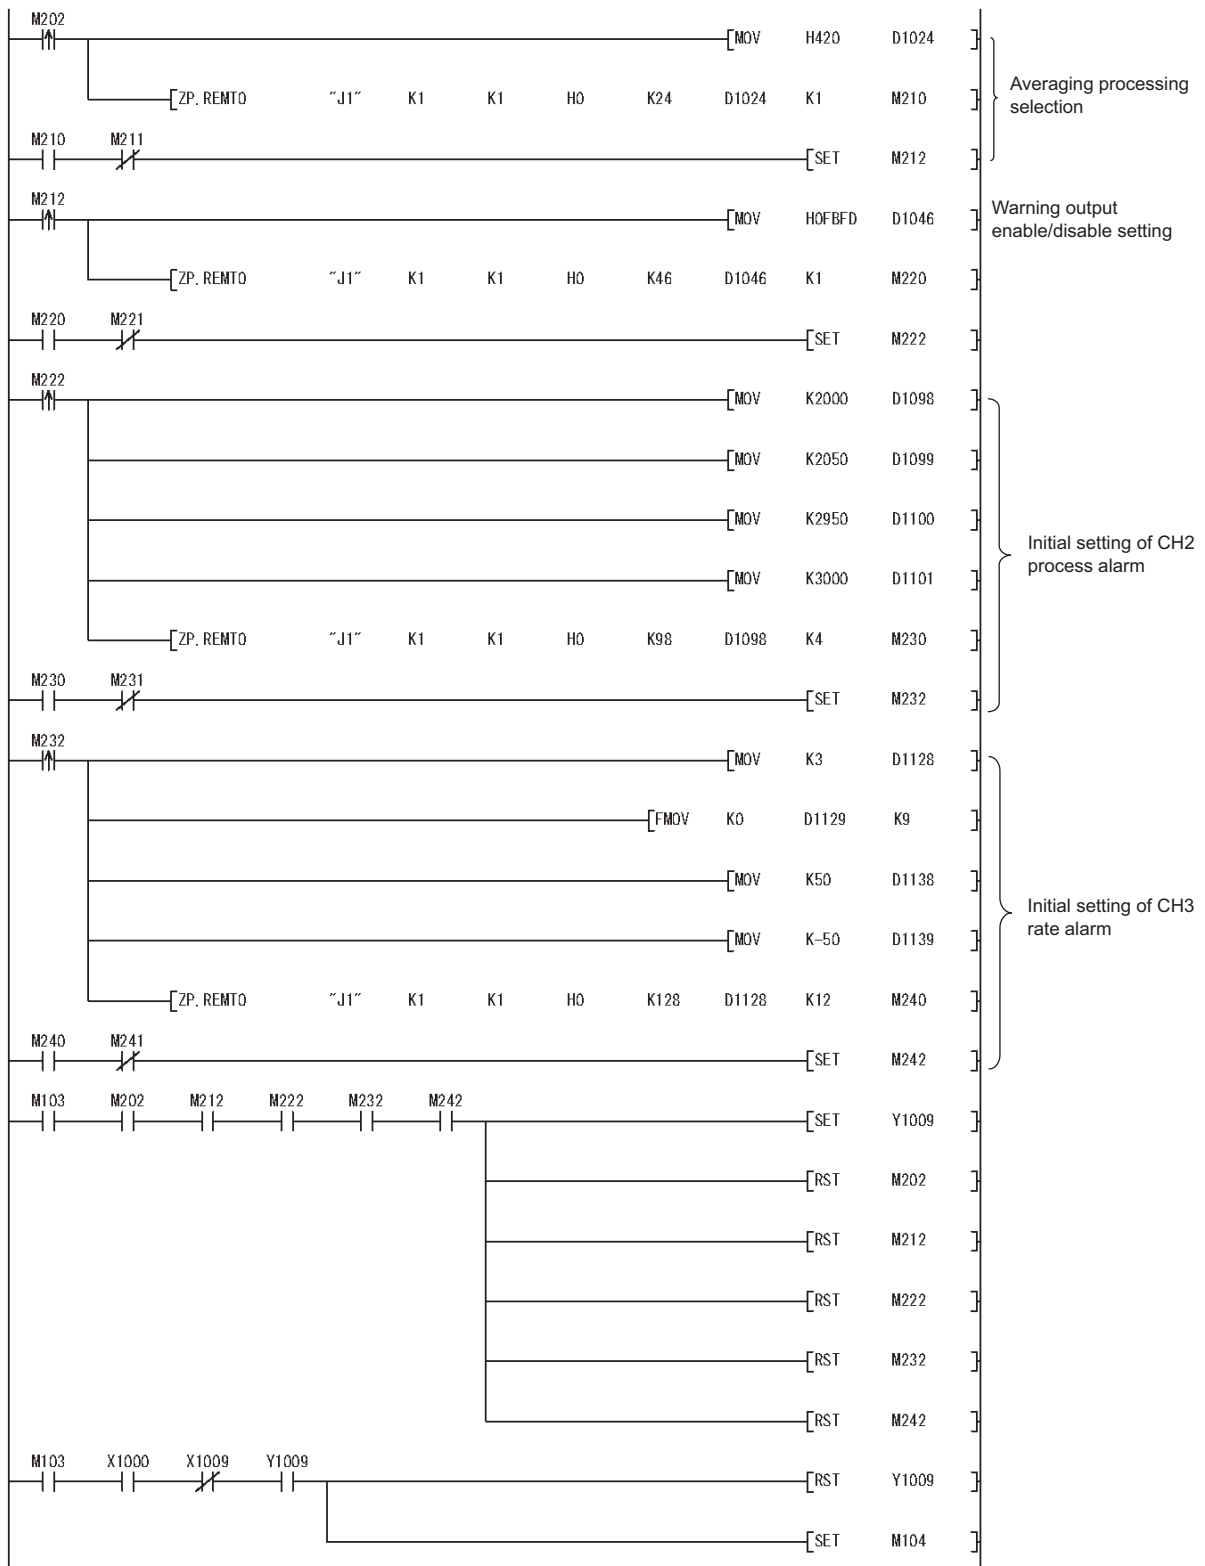 M202
[MOV H420 D1024 ]
[ZP.REMTO "J1" K1 K1 H0 K24 D1024 K1 M210 ]
Averaging processing
selection
M210 M211
[SET M212 ]
M212
[MOV H0FBFD D1046 ]
Warning output
enable/disable setting
[ZP.REMTO "J1" K1 K1 H0 K46 D1046 K1 M220 ]
M220 M221
[SET M222 ]
M222
[MOV K2000 D1098 ]
[MOV K2050 D1099 ]
[MOV K2950 D1100 ]
Initial setting of CH2
process alarm
[MOV K3000 D1101 ]
[ZP.REMTO "J1" K1 K1 H0 K98 D1098 K4 M230 ]
M230 M231
[SET M232 ]
M232
[MOV K3 D1128 ]
[FMOV K0 D1129 K9 ]
[MOV K50 D1138 ]
Initial setting of CH3
rate alarm
[MOV K-50 D1139 ]
[ZP.REMTO "J1" K1 K1 H0 K128 D1128 K12 M240 ]
M240 M241
[SET M242 ]
M103 M202 M212 M222 M232 M242
[SET Y1009 ]
[RST M202 ]
[RST M212 ]
[RST M222 ]
[RST M232 ]
[RST M242 ]
M103 X1000 X1009 Y1009
[RST Y1009 ]
[SET M104 ]